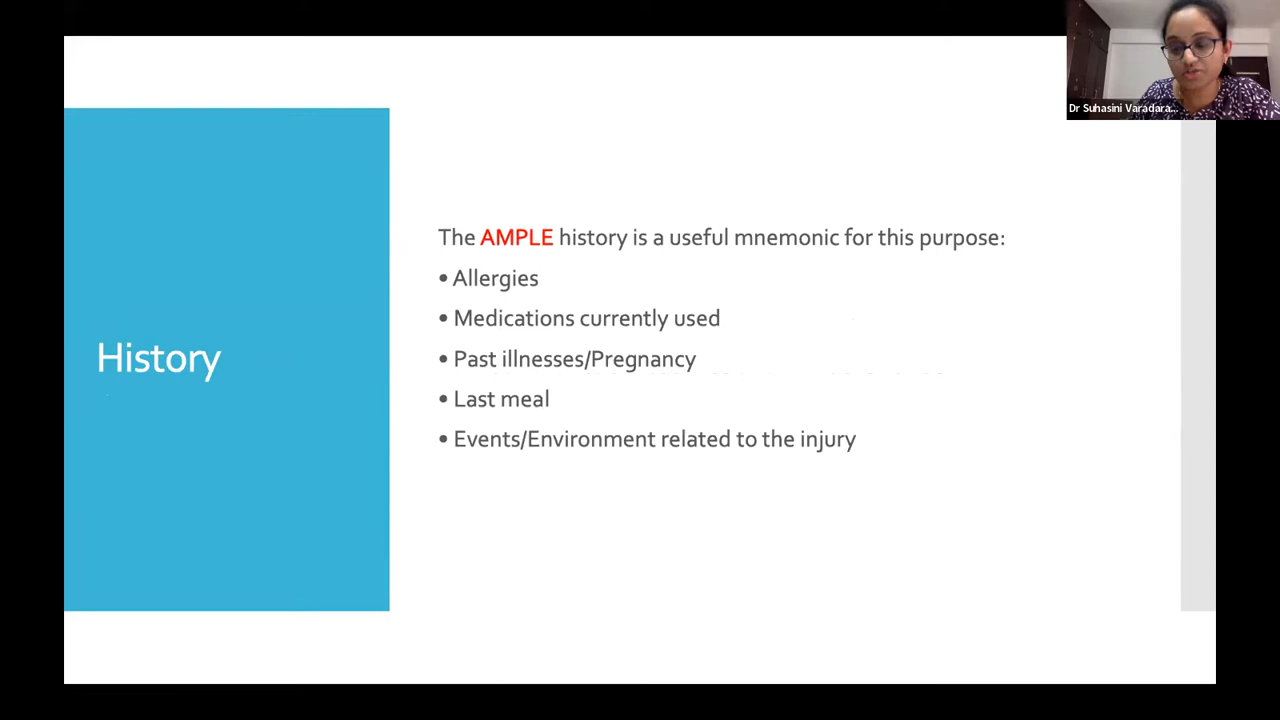 Dr Suhasini Varadara...
History
The AMPLE history is a useful mnemonic for this purpose:
• Allergies
• Medications currently used
• Past illnesses/Pregnancy
• Last meal
• Events/Environment related to the injury